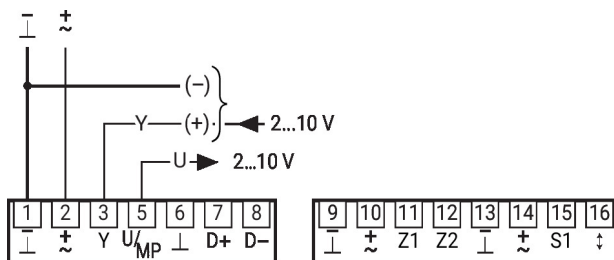 – +
⊥ ~
(–)
Y (+) 2...10 V
U 2...10 V
1 2 3 5 6 7 8 9 10 11 12 13 14 15 16
⊥ ~ Y U/MP ⊥ D+ D– ⊥ ~ Z1 Z2 ⊥ ~ S1 ↕